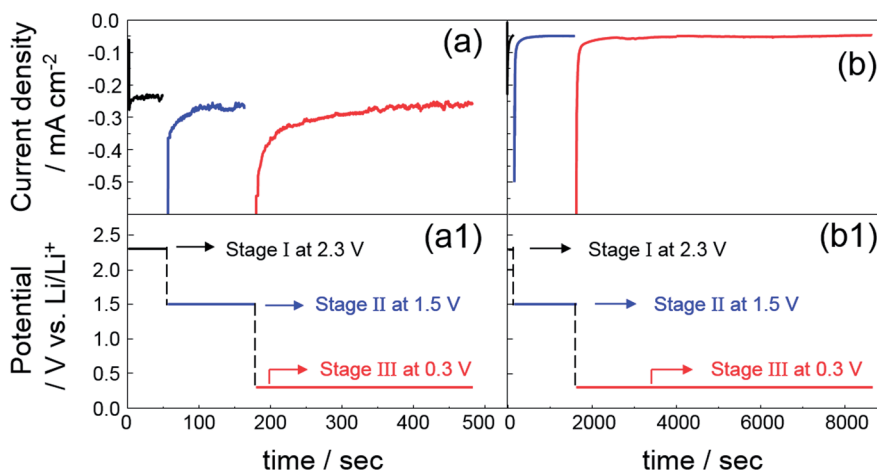 Current density
/ mA cm⁻²
0.0
-0.1
-0.2
-0.3
-0.4
-0.5
(a)
(b)
Potential
/ V vs. Li/Li⁺
2.5
2.0
1.5
1.0
0.5
0.0
(a1)
Stage I at 2.3 V
Stage II at 1.5 V
Stage III at 0.3 V
(b1)
Stage I at 2.3 V
Stage II at 1.5 V
Stage III at 0.3 V
0 100 200 300 400 500
0 2000 4000 6000 8000
time / sec
time / sec